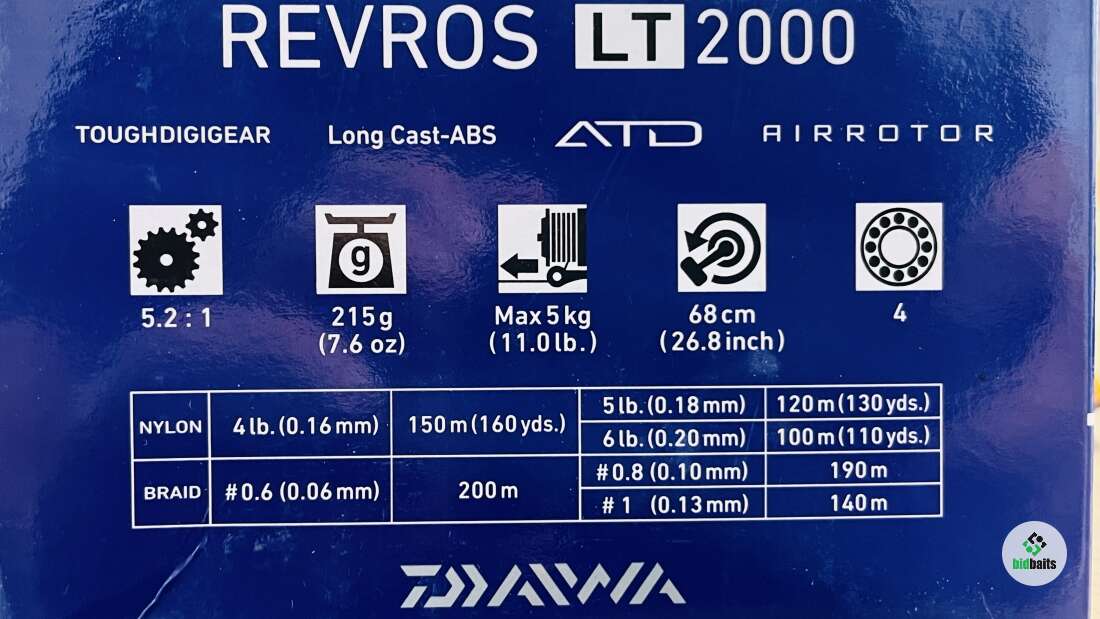 REVROS LT 2000
TOUGHDIGIGEAR Long Cast-ABS ATD AIRROTOR
g
5.2 : 1 215g Max 5 kg 68 cm 4
(7.6 oz) (11.0 lb.) (26.8 inch)
NYLON 4 lb. (0.16 mm) 150 m (160 yds.) 5 lb. (0.18 mm) 120 m (130 yds.)
6 lb. (0.20 mm) 100 m (110 yds.)
BRAID #0.6 (0.06 mm) 200 m #0.8 (0.10 mm) 190 m
#1 (0.13 mm) 140 m
DAIWA
bidbaits